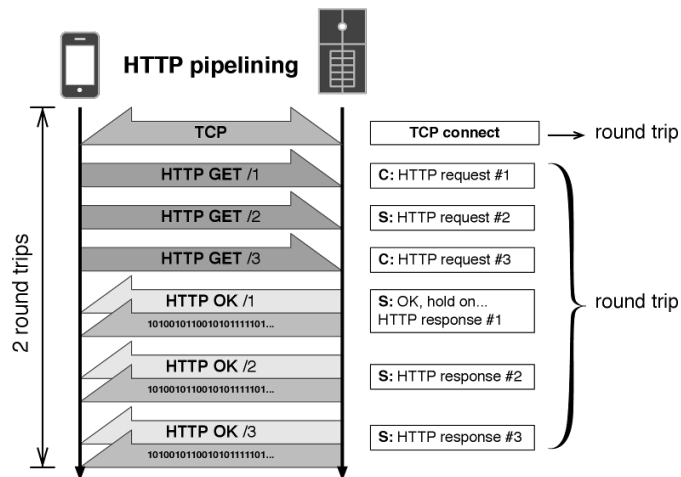 HTTP pipelining
2 round trips
TCP
TCP connect
round trip
HTTP GET /1
C: HTTP request #1
HTTP GET /2
S: HTTP request #2
HTTP GET /3
C: HTTP request #3
HTTP OK /1
1010010110010101111101...
S: OK, hold on...
HTTP response #1
round trip
HTTP OK /2
1010010110010101111101...
S: HTTP response #2
HTTP OK /3
1010010110010101111101...
S: HTTP response #3